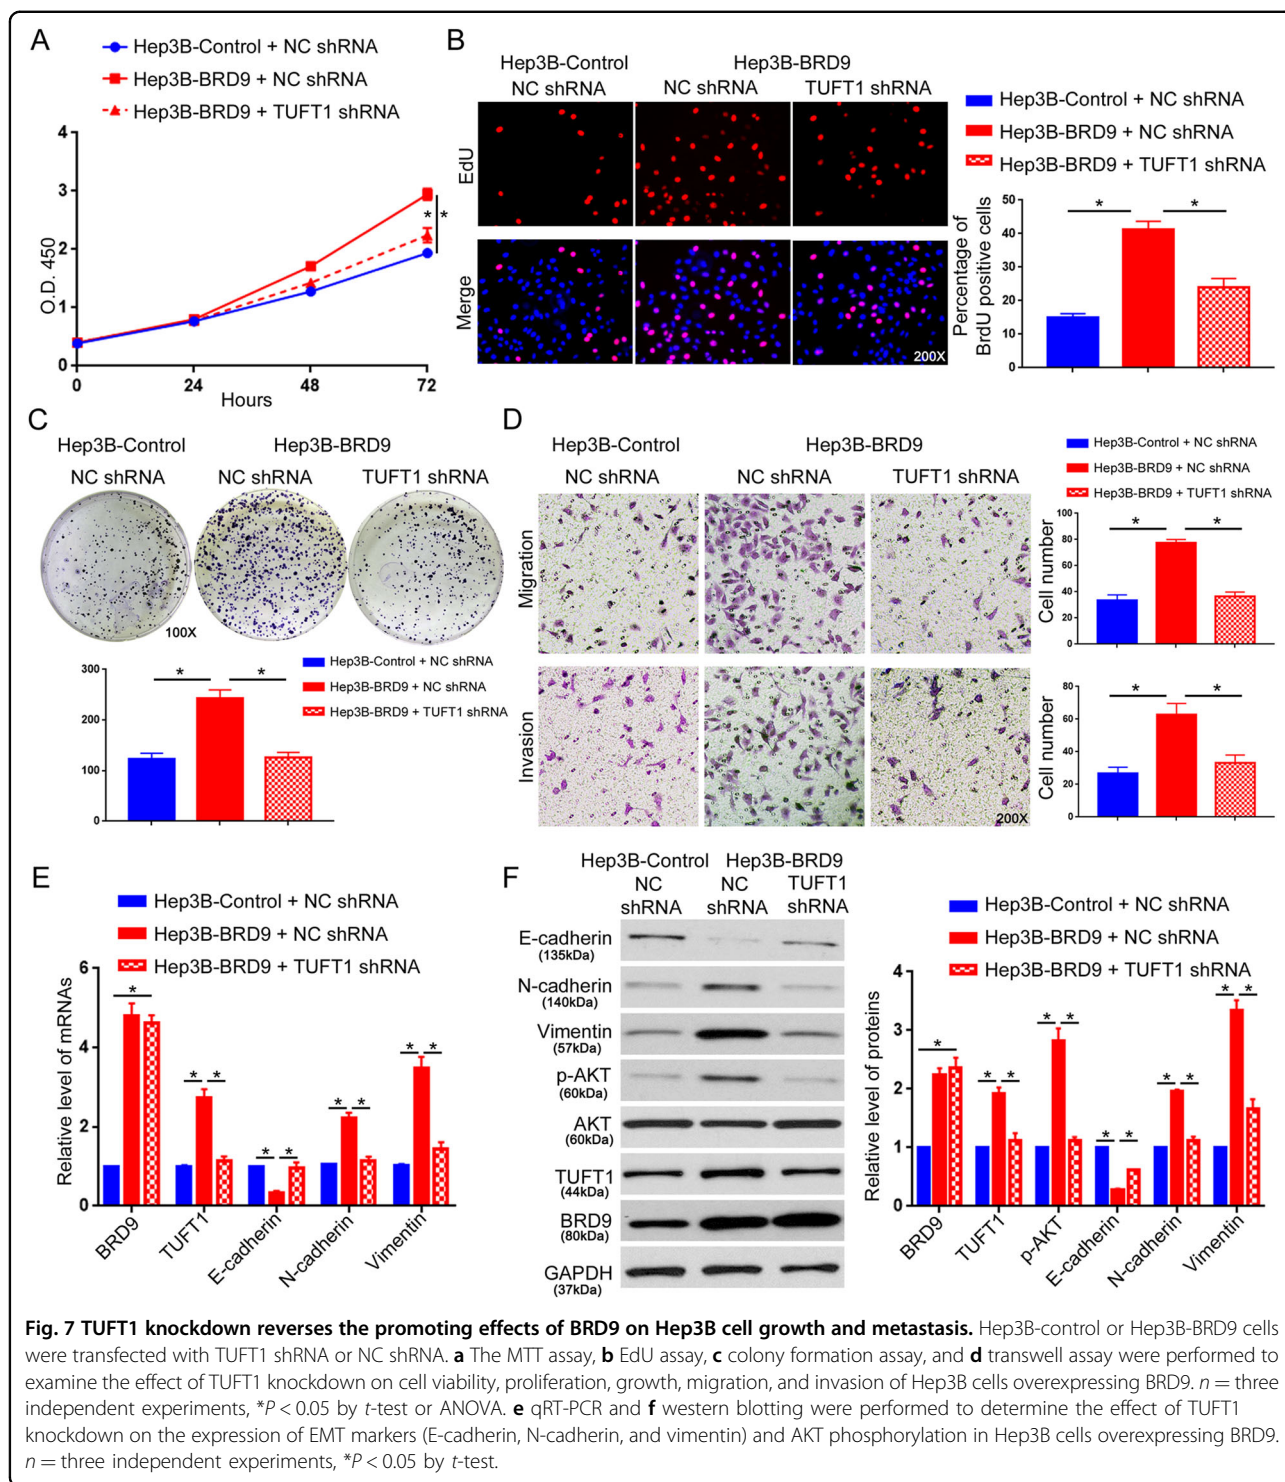 A
Hep3B-Control + NC shRNA
Hep3B-BRD9 + NC shRNA
Hep3B-BRD9 + TUFT1 shRNA
4
3
2
1
0
O.D. 450
* *
0 24 48 72
Hours
B
Hep3B-Control Hep3B-BRD9
NC shRNA NC shRNA TUFT1 shRNA
EdU
Merge
200X
Hep3B-Control + NC shRNA
Hep3B-BRD9 + NC shRNA
Hep3B-BRD9 + TUFT1 shRNA
Percentage of
BrdU positive cells
50
40
30
20
10
0
* *
C
Hep3B-Control Hep3B-BRD9
NC shRNA NC shRNA TUFT1 shRNA
100X
300
200
100
0
* *
Hep3B-Control + NC shRNA
Hep3B-BRD9 + NC shRNA
Hep3B-BRD9 + TUFT1 shRNA
D
Hep3B-Control Hep3B-BRD9
NC shRNA NC shRNA TUFT1 shRNA
Migration
Invasion
200X
Hep3B-Control + NC shRNA
Hep3B-BRD9 + NC shRNA
Hep3B-BRD9 + TUFT1 shRNA
Cell number
100
80
60
40
20
0
* *
Cell number
80
60
40
20
0
* *
E
Hep3B-Control + NC shRNA
Hep3B-BRD9 + NC shRNA
Hep3B-BRD9 + TUFT1 shRNA
Relative level of mRNAs
6
4
2
0
* * * * * * * * *
BRD9 TUFT1 E-cadherin N-cadherin Vimentin
F
Hep3B-Control Hep3B-BRD9
NC shRNA NC shRNA TUFT1 shRNA
E-cadherin
(135kDa)
N-cadherin
(140kDa)
Vimentin
(57kDa)
p-AKT
(60kDa)
AKT
(60kDa)
TUFT1
(44kDa)
BRD9
(80kDa)
GAPDH
(37kDa)
Hep3B-Control + NC shRNA
Hep3B-BRD9 + NC shRNA
Hep3B-BRD9 + TUFT1 shRNA
Relative level of proteins
4
3
2
1
0
* * * * * * * * * * *
BRD9 TUFT1 p-AKT E-cadherin N-cadherin Vimentin
Fig. 7 TUFT1 knockdown reverses the promoting effects of BRD9 on Hep3B cell growth and metastasis. Hep3B-control or Hep3B-BRD9 cells
were transfected with TUFT1 shRNA or NC shRNA. a The MTT assay, b EdU assay, c colony formation assay, and d transwell assay were performed to
examine the effect of TUFT1 knockdown on cell viability, proliferation, growth, migration, and invasion of Hep3B cells overexpressing BRD9. n = three
independent experiments, *P < 0.05 by t-test or ANOVA. e qRT-PCR and f western blotting were performed to determine the effect of TUFT1
knockdown on the expression of EMT markers (E-cadherin, N-cadherin, and vimentin) and AKT phosphorylation in Hep3B cells overexpressing BRD9.
n = three independent experiments, *P < 0.05 by t-test.